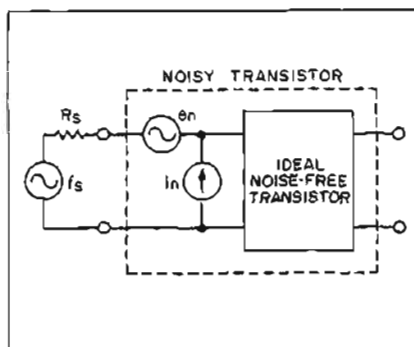 NOISY TRANSISTOR
Rs
en
fs
in
IDEAL
NOISE-FREE
TRANSISTOR